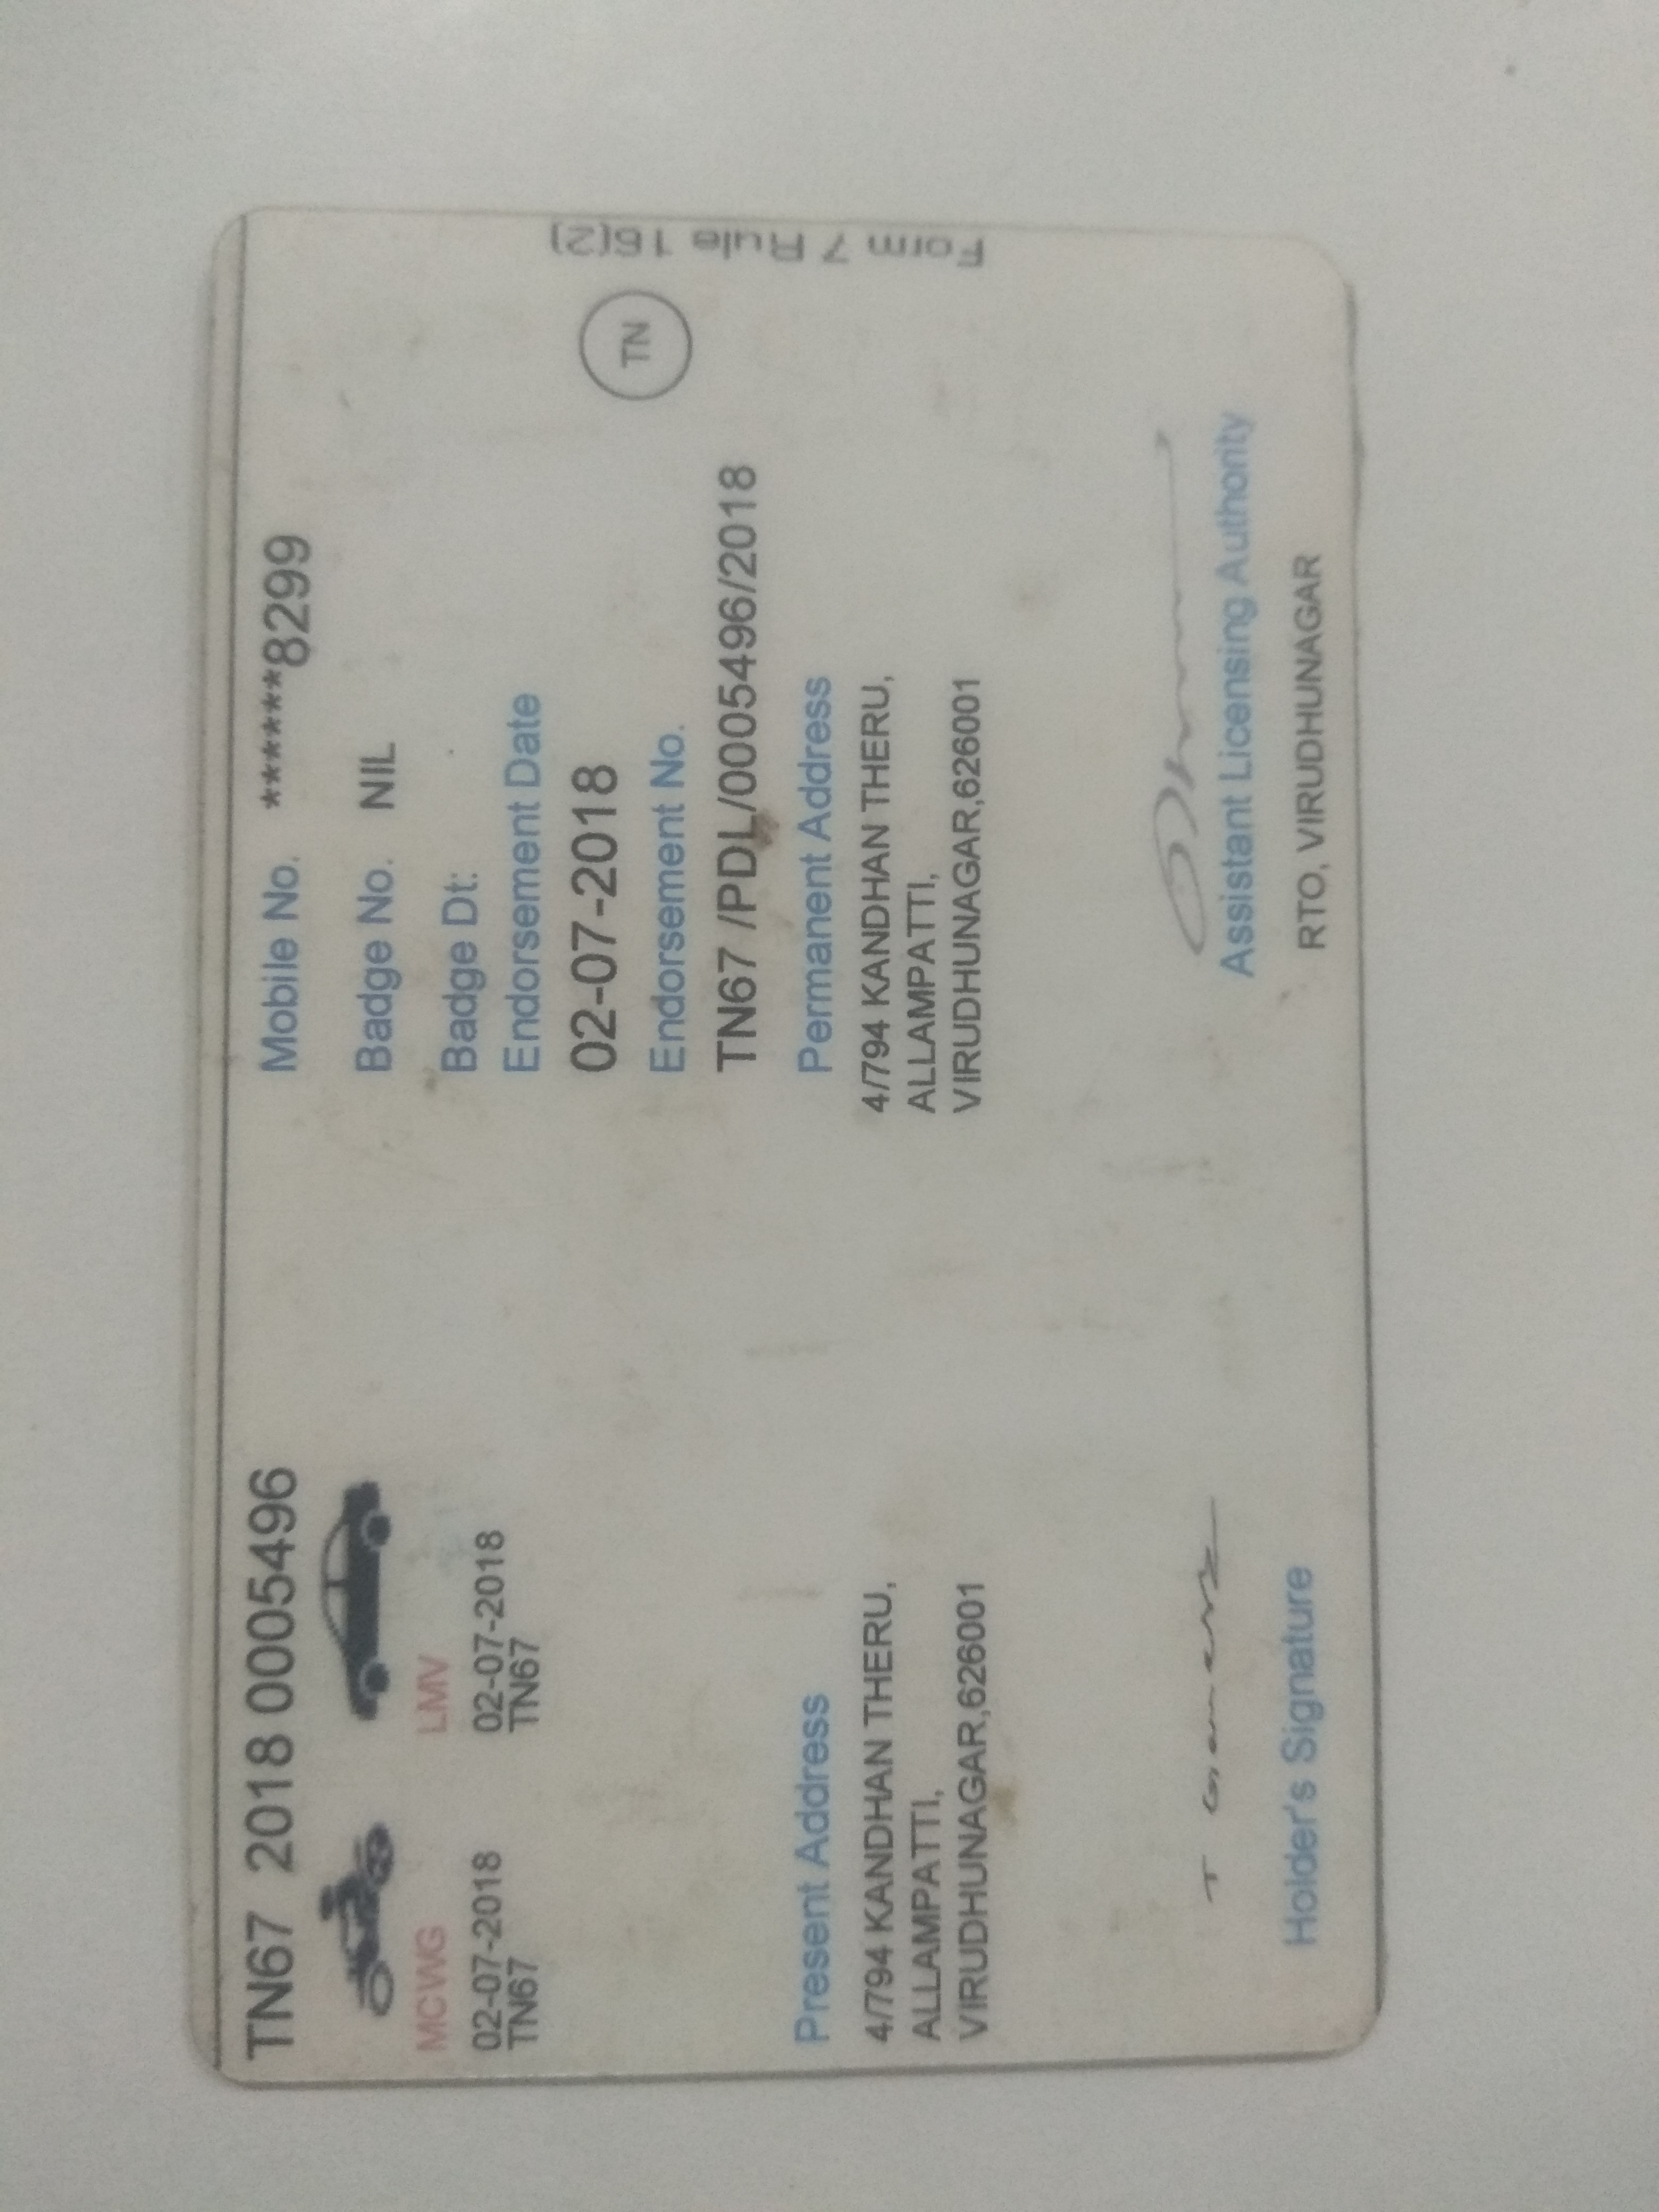 TN67 2018 0005496
MCWG
02-07-2018
TN67
LMV
02-07-2018
TN67
Mobile No. ******8299
Badge No. NIL
Badge Dt:
Endorsement Date
02-07-2018
Endorsement No.
TN67 /PDL/0005496/2018
TN
Form 7 Rule 16(2)
Present Address
4/794 KANDHAN THERU,
ALLAMPATTI,
VIRUDHUNAGAR,626001
Permanent Address
4/794 KANDHAN THERU,
ALLAMPATTI,
VIRUDHUNAGAR,626001
Holder's Signature
Assistant Licensing Authority
RTO, VIRUDHUNAGAR